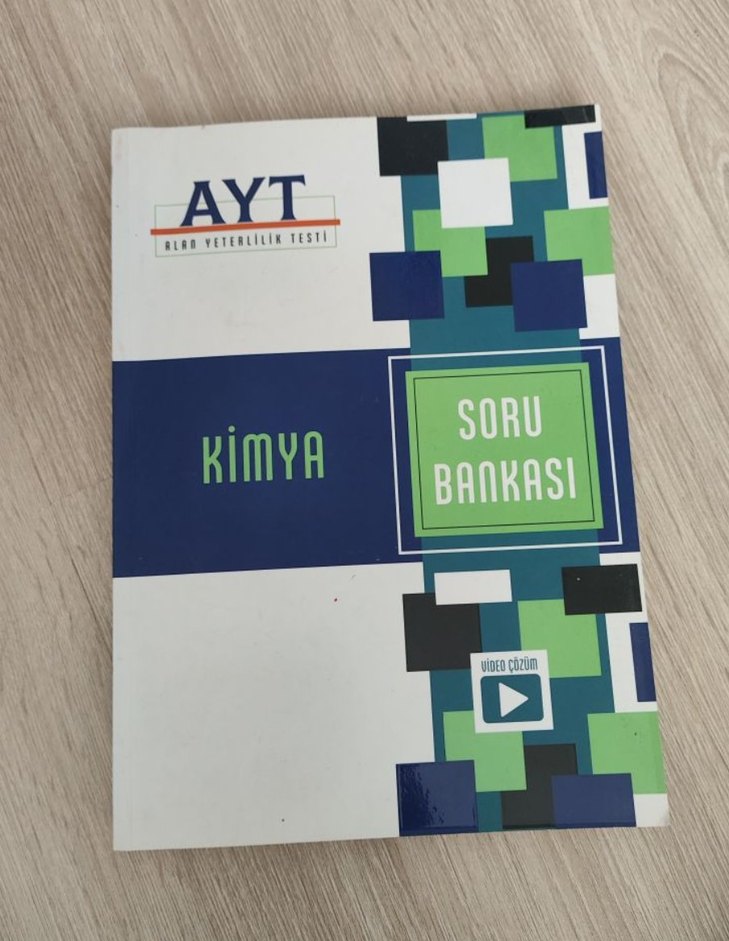 AYT
ALAN YETERLİLİK TESTİ
KİMYA
SORU
BANKASI
VİDEO ÇÖZÜM